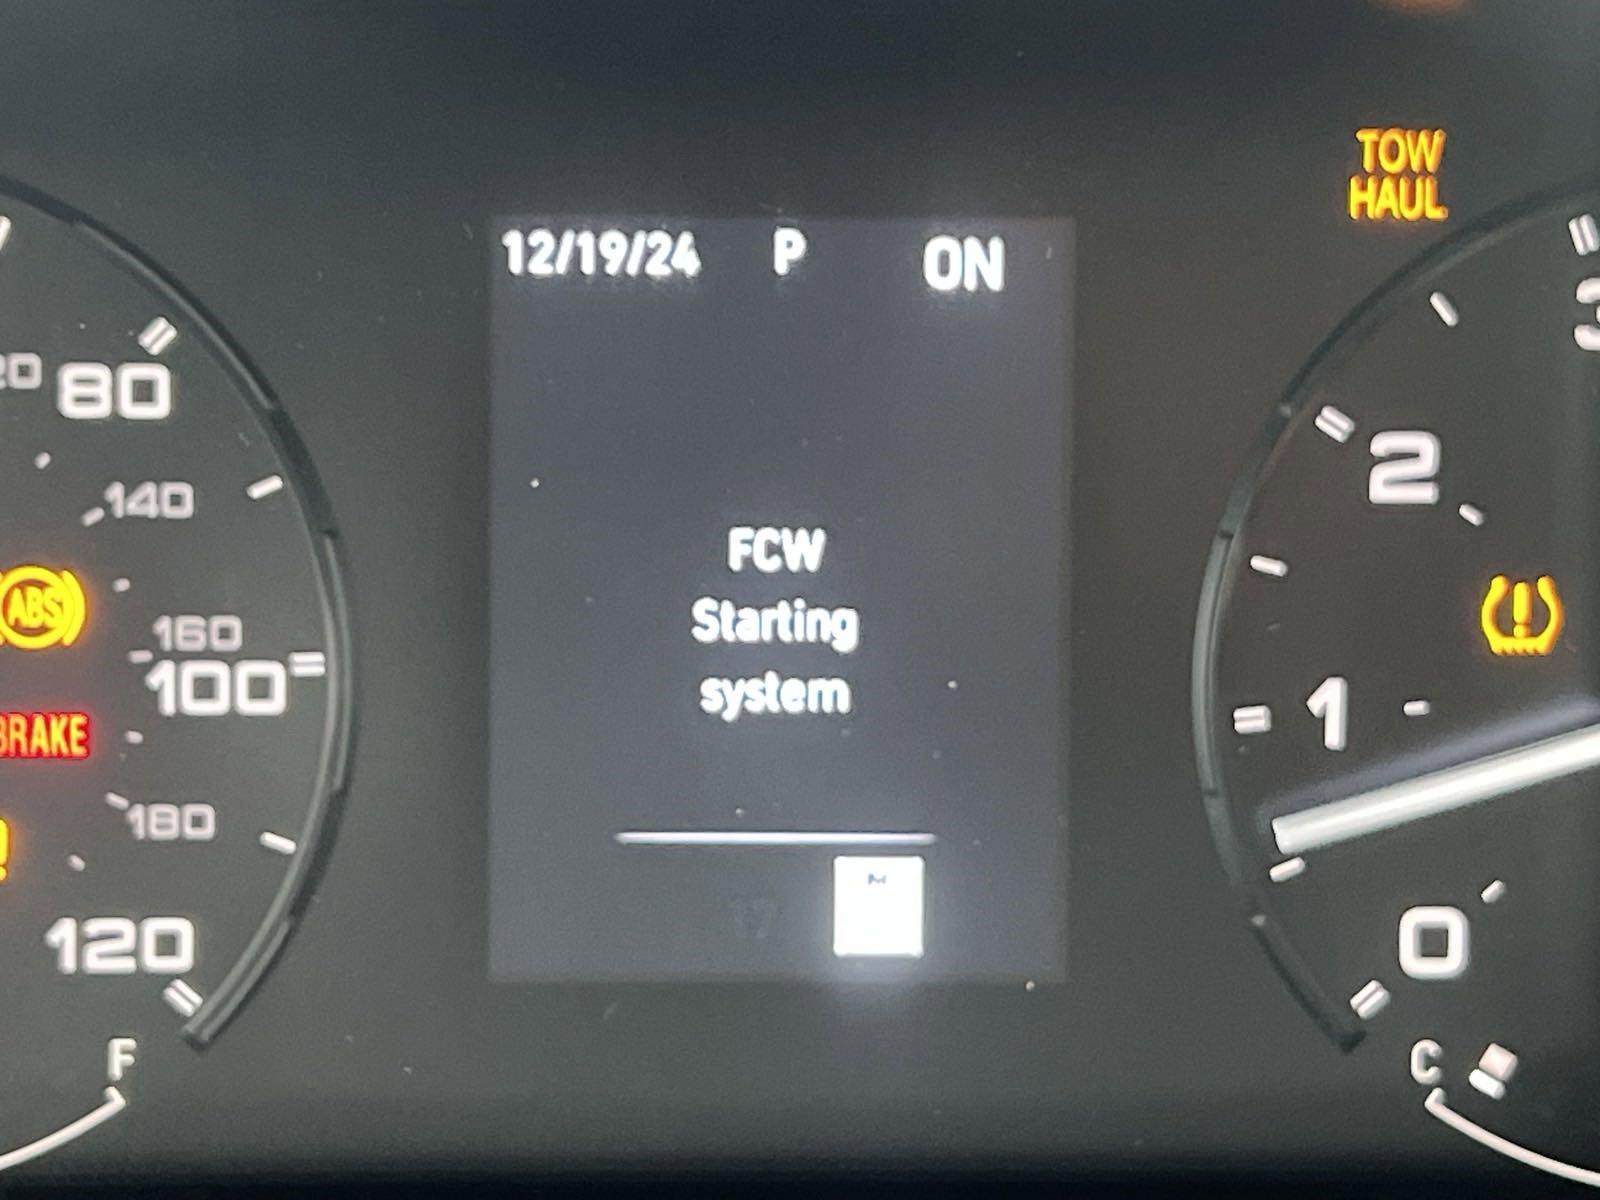 12/19/24 P ON
FCW
Starting
system
80
140
ABS
160
100
BRAKE
180
120
F
TOW
HAUL
3
2
1
0
C